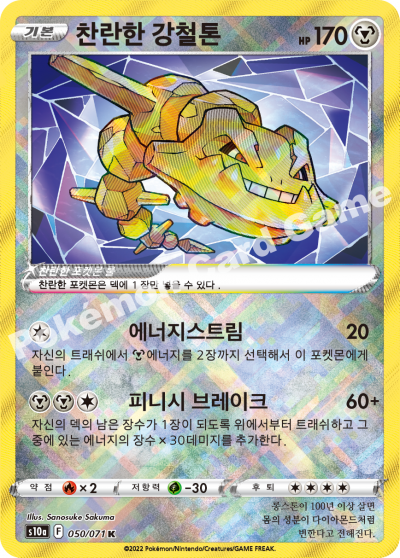 기본 찬란한 강철톤 HP 170
찬란한 포켓몬 룰
찬란한 포켓몬은 덱에 1장만 넣을 수 있다.
에너지스트림 20
자신의 트래쉬에서 에너지를 2장까지 선택해서 이 포켓몬에게
붙인다.
피니시 브레이크 60+
자신의 덱의 남은 장수가 1장이 되도록 위에서부터 트래쉬하고 그
중에 있는 에너지의 장수×30데미지를 추가한다.
약점 ×2 저항력 -30 후퇴
Illus. Sanosuke Sakuma
s10a F 050/071 K
롱스톤이 100년 이상 살면
몸의 성분이 다이아몬드처럼
변한다고 전해진다.
©2022 Pokémon/Nintendo/Creatures/GAME FREAK.
Pokémon Card Game